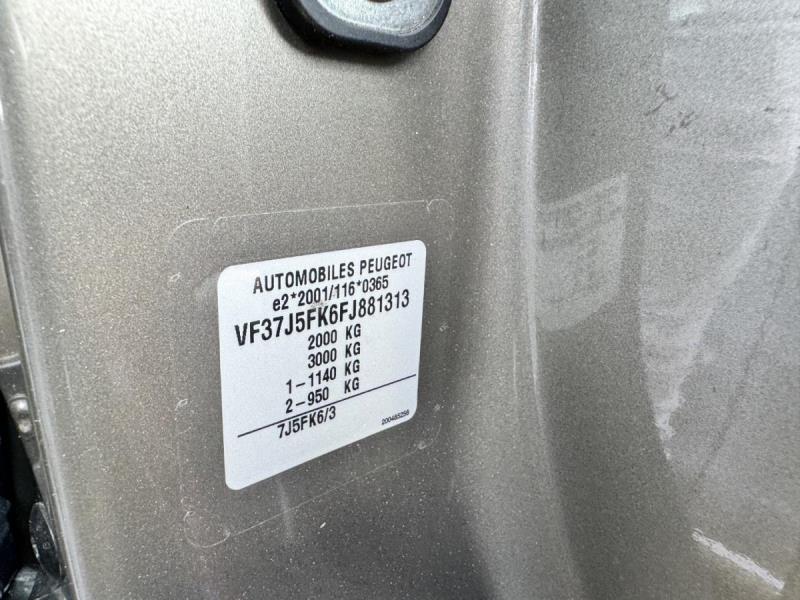 AUTOMOBILES PEUGEOT
e2*2001/116*0365
VF37J5FK6FJ881313
2000 KG
3000 KG
1-1140 KG
2-950 KG
7J5FK6/3
200485256